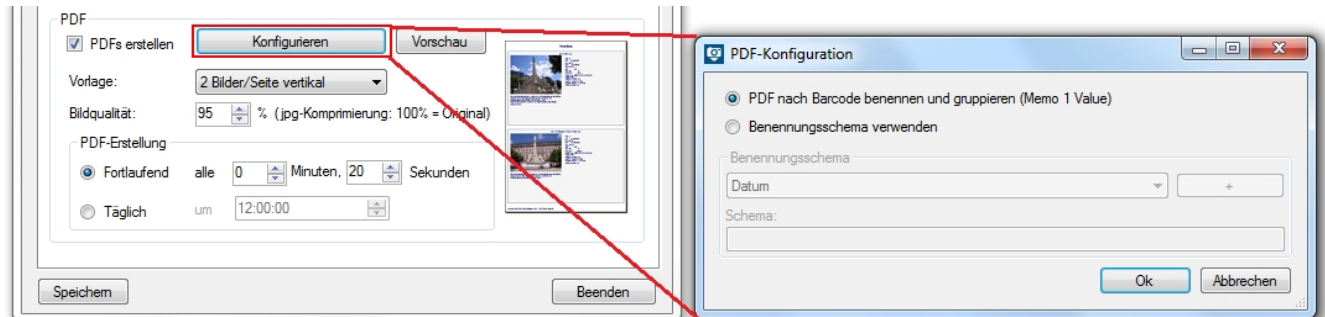 PDF
PDFs erstellen
Konfigurieren
Vorschau
Vorlage:
2 Bilder/Seite vertikal
Bildqualität:
95 % (jpg-Komprimierung: 100% = Original)
PDF-Erstellung
Fortlaufend alle 0 Minuten, 20 Sekunden
Täglich um 12:00:00
Speichern
Beenden
PDF-Konfiguration
PDF nach Barcode benennen und gruppieren (Memo 1 Value)
Benennungsschema verwenden
Benennungsschema
Datum
+
Schema:
Ok
Abbrechen